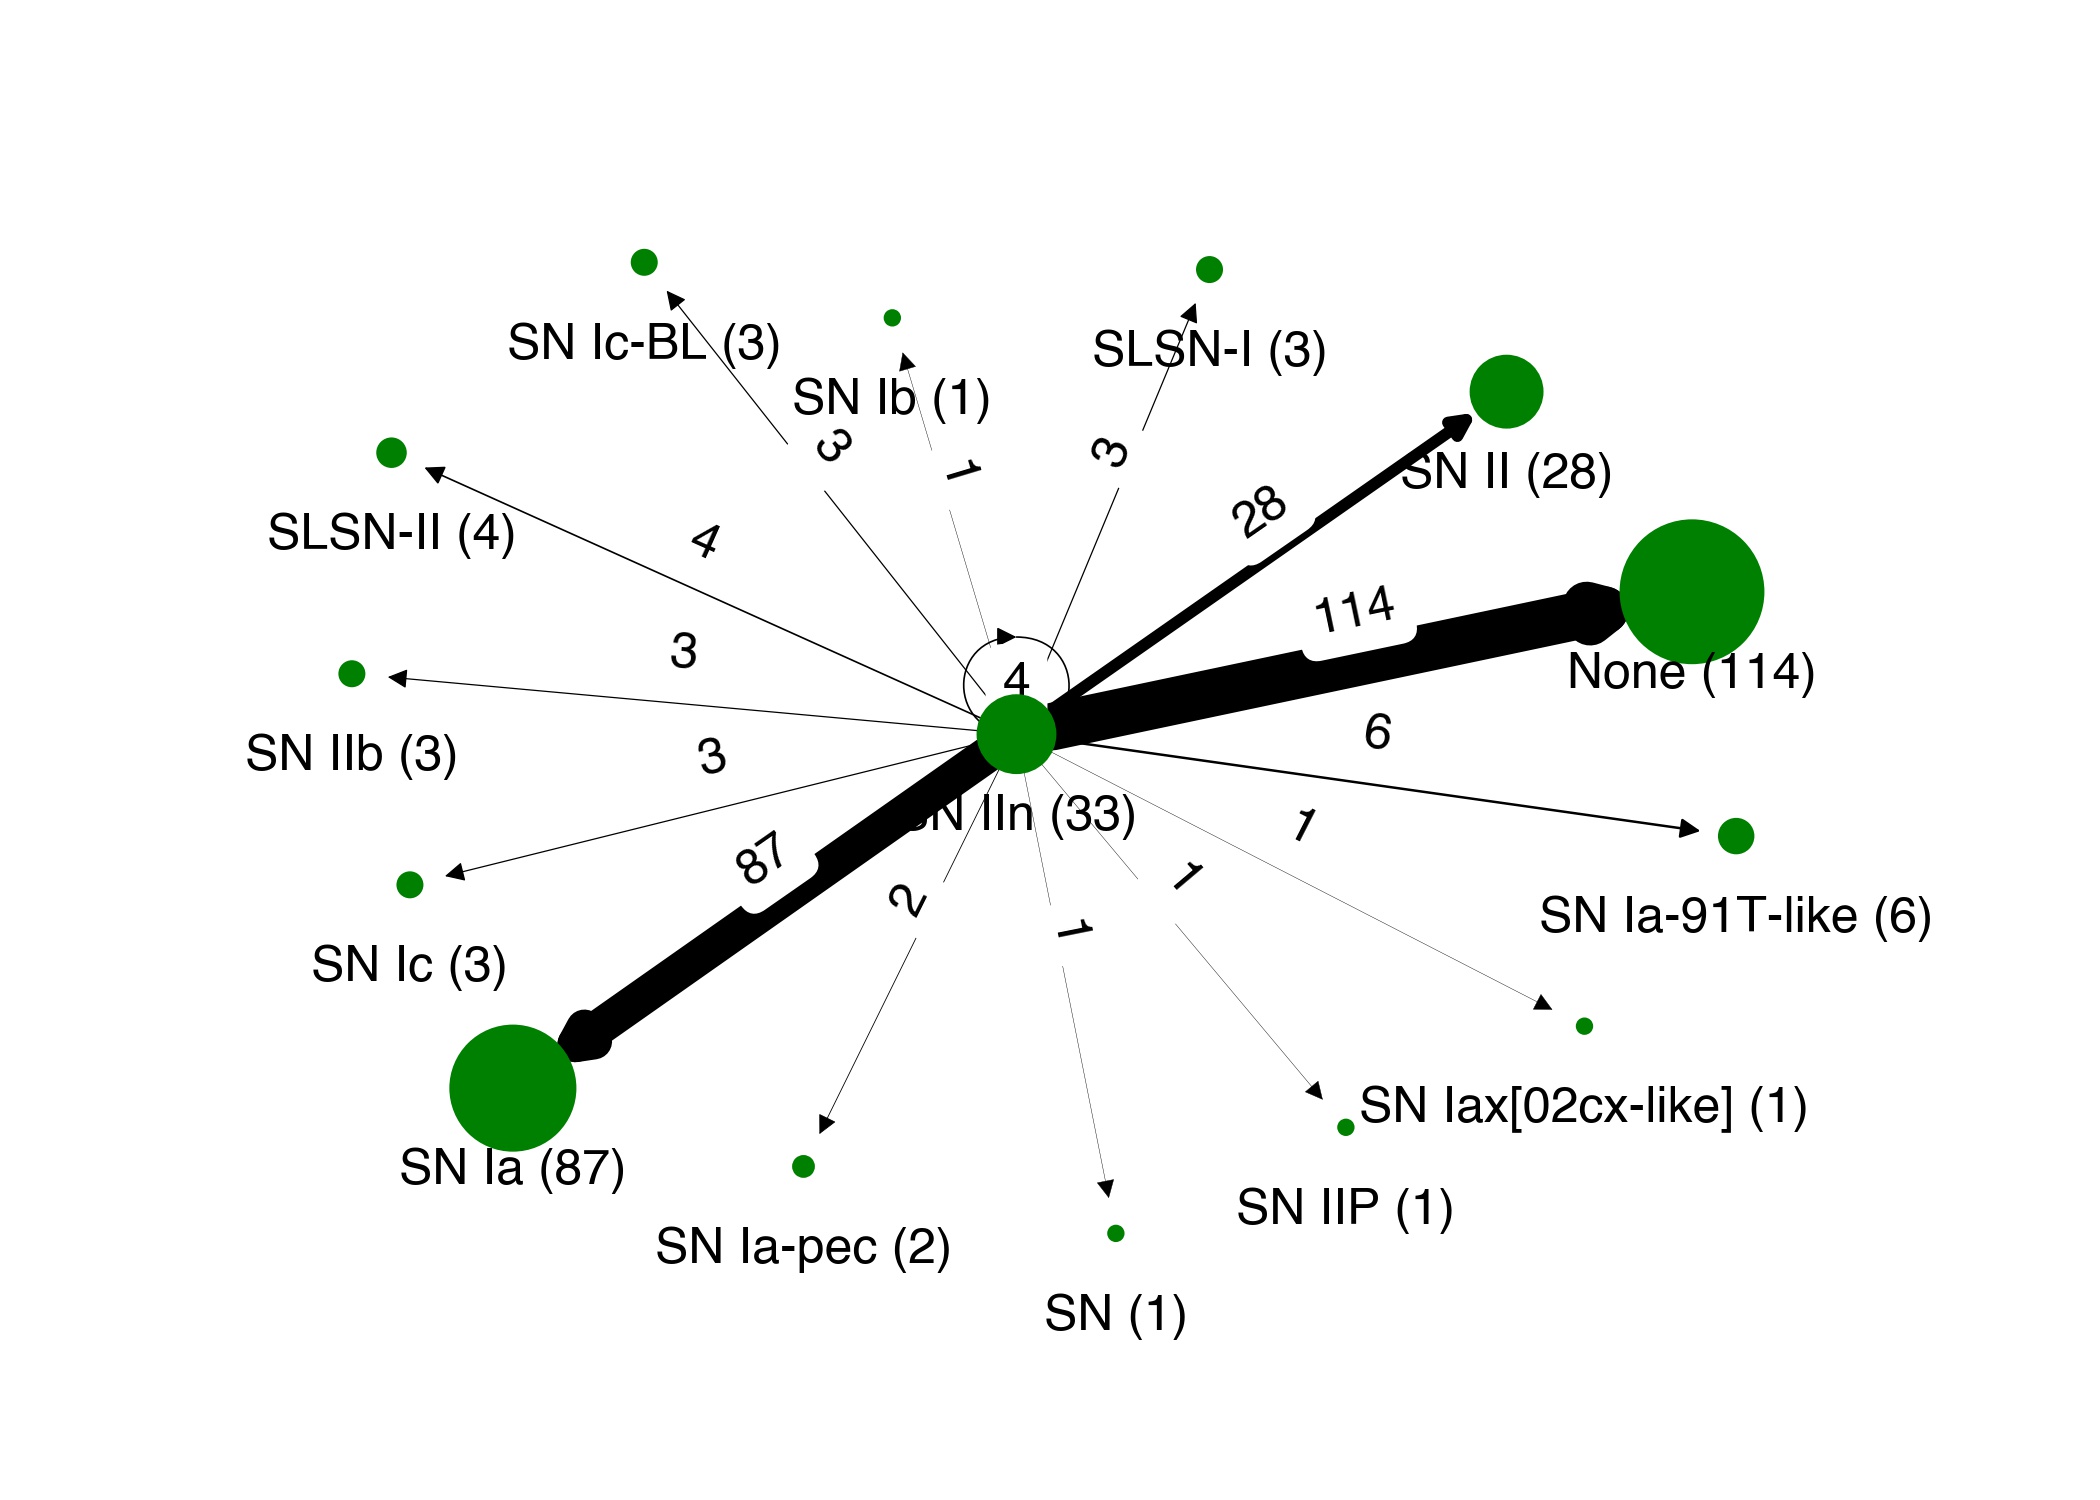 SN Ic-BL (3)
SLSN-I (3)
SN Ib (1)
3
1
3
SN II (28)
28
SLSN-II (4)
4
114
3
None (114)
4
6
SN IIb (3)
3
SN IIn (33)
1
87
1
2
1
SN Ia-91T-like (6)
SN Ic (3)
SN Iax[02cx-like] (1)
SN Ia (87)
SN IIP (1)
SN Ia-pec (2)
SN (1)